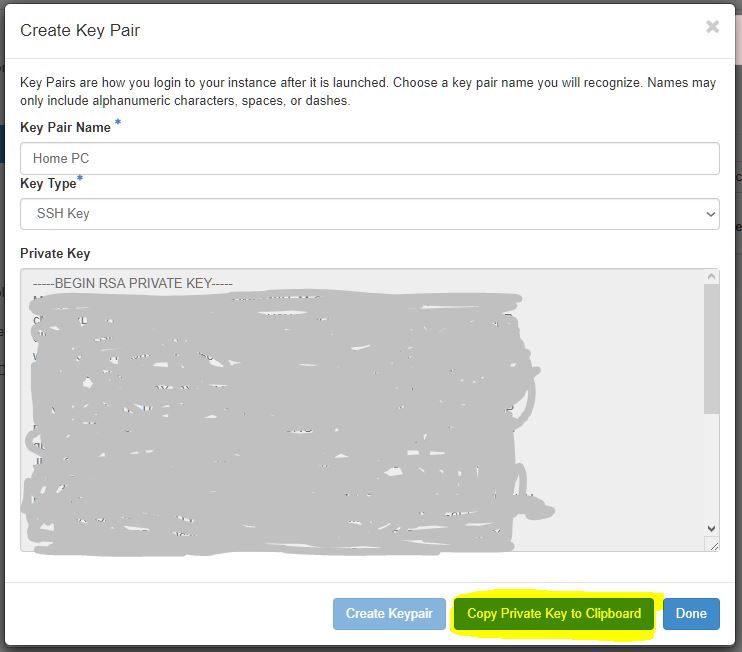 Create Key Pair
Key Pairs are how you login to your instance after it is launched. Choose a key pair name you will recognize. Names may
only include alphanumeric characters, spaces, or dashes.
Key Pair Name *
Home PC
Key Type*
SSH Key
Private Key
-----BEGIN RSA PRIVATE KEY-----
Create Keypair
Copy Private Key to Clipboard
Done